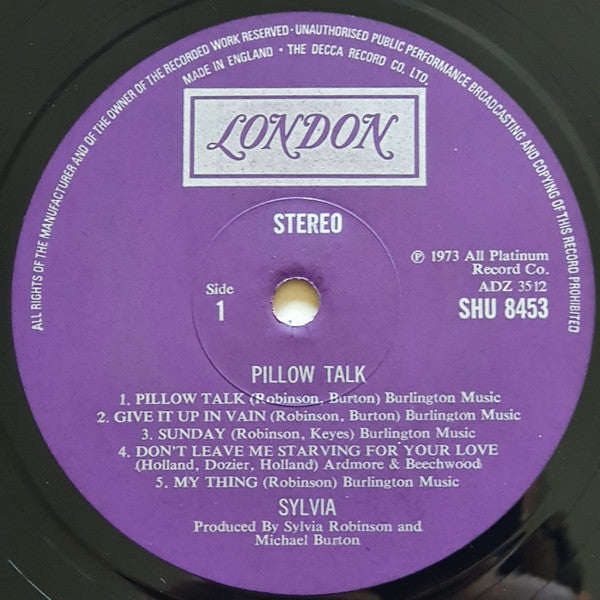 ALL RIGHTS OF THE MANUFACTURER AND OF THE OWNER OF THE RECORDED WORK RESERVED · UNAUTHORISED PUBLIC PERFORMANCE BROADCASTING AND COPYING OF THIS RECORD PROHIBITED
MADE IN ENGLAND · THE DECCA RECORD CO. LTD.
LONDON
STEREO
℗ 1973 All Platinum
Record Co.
ADZ 3512
SHU 8453
Side
1
PILLOW TALK
1. PILLOW TALK (Robinson, Burton) Burlington Music
2. GIVE IT UP IN VAIN (Robinson, Burton) Burlington Music
3. SUNDAY (Robinson, Keyes) Burlington Music
4. DON'T LEAVE ME STARVING FOR YOUR LOVE
(Holland, Dozier, Holland) Ardmore & Beechwood
5. MY THING (Robinson) Burlington Music
SYLVIA
Produced By Sylvia Robinson and
Michael Burton